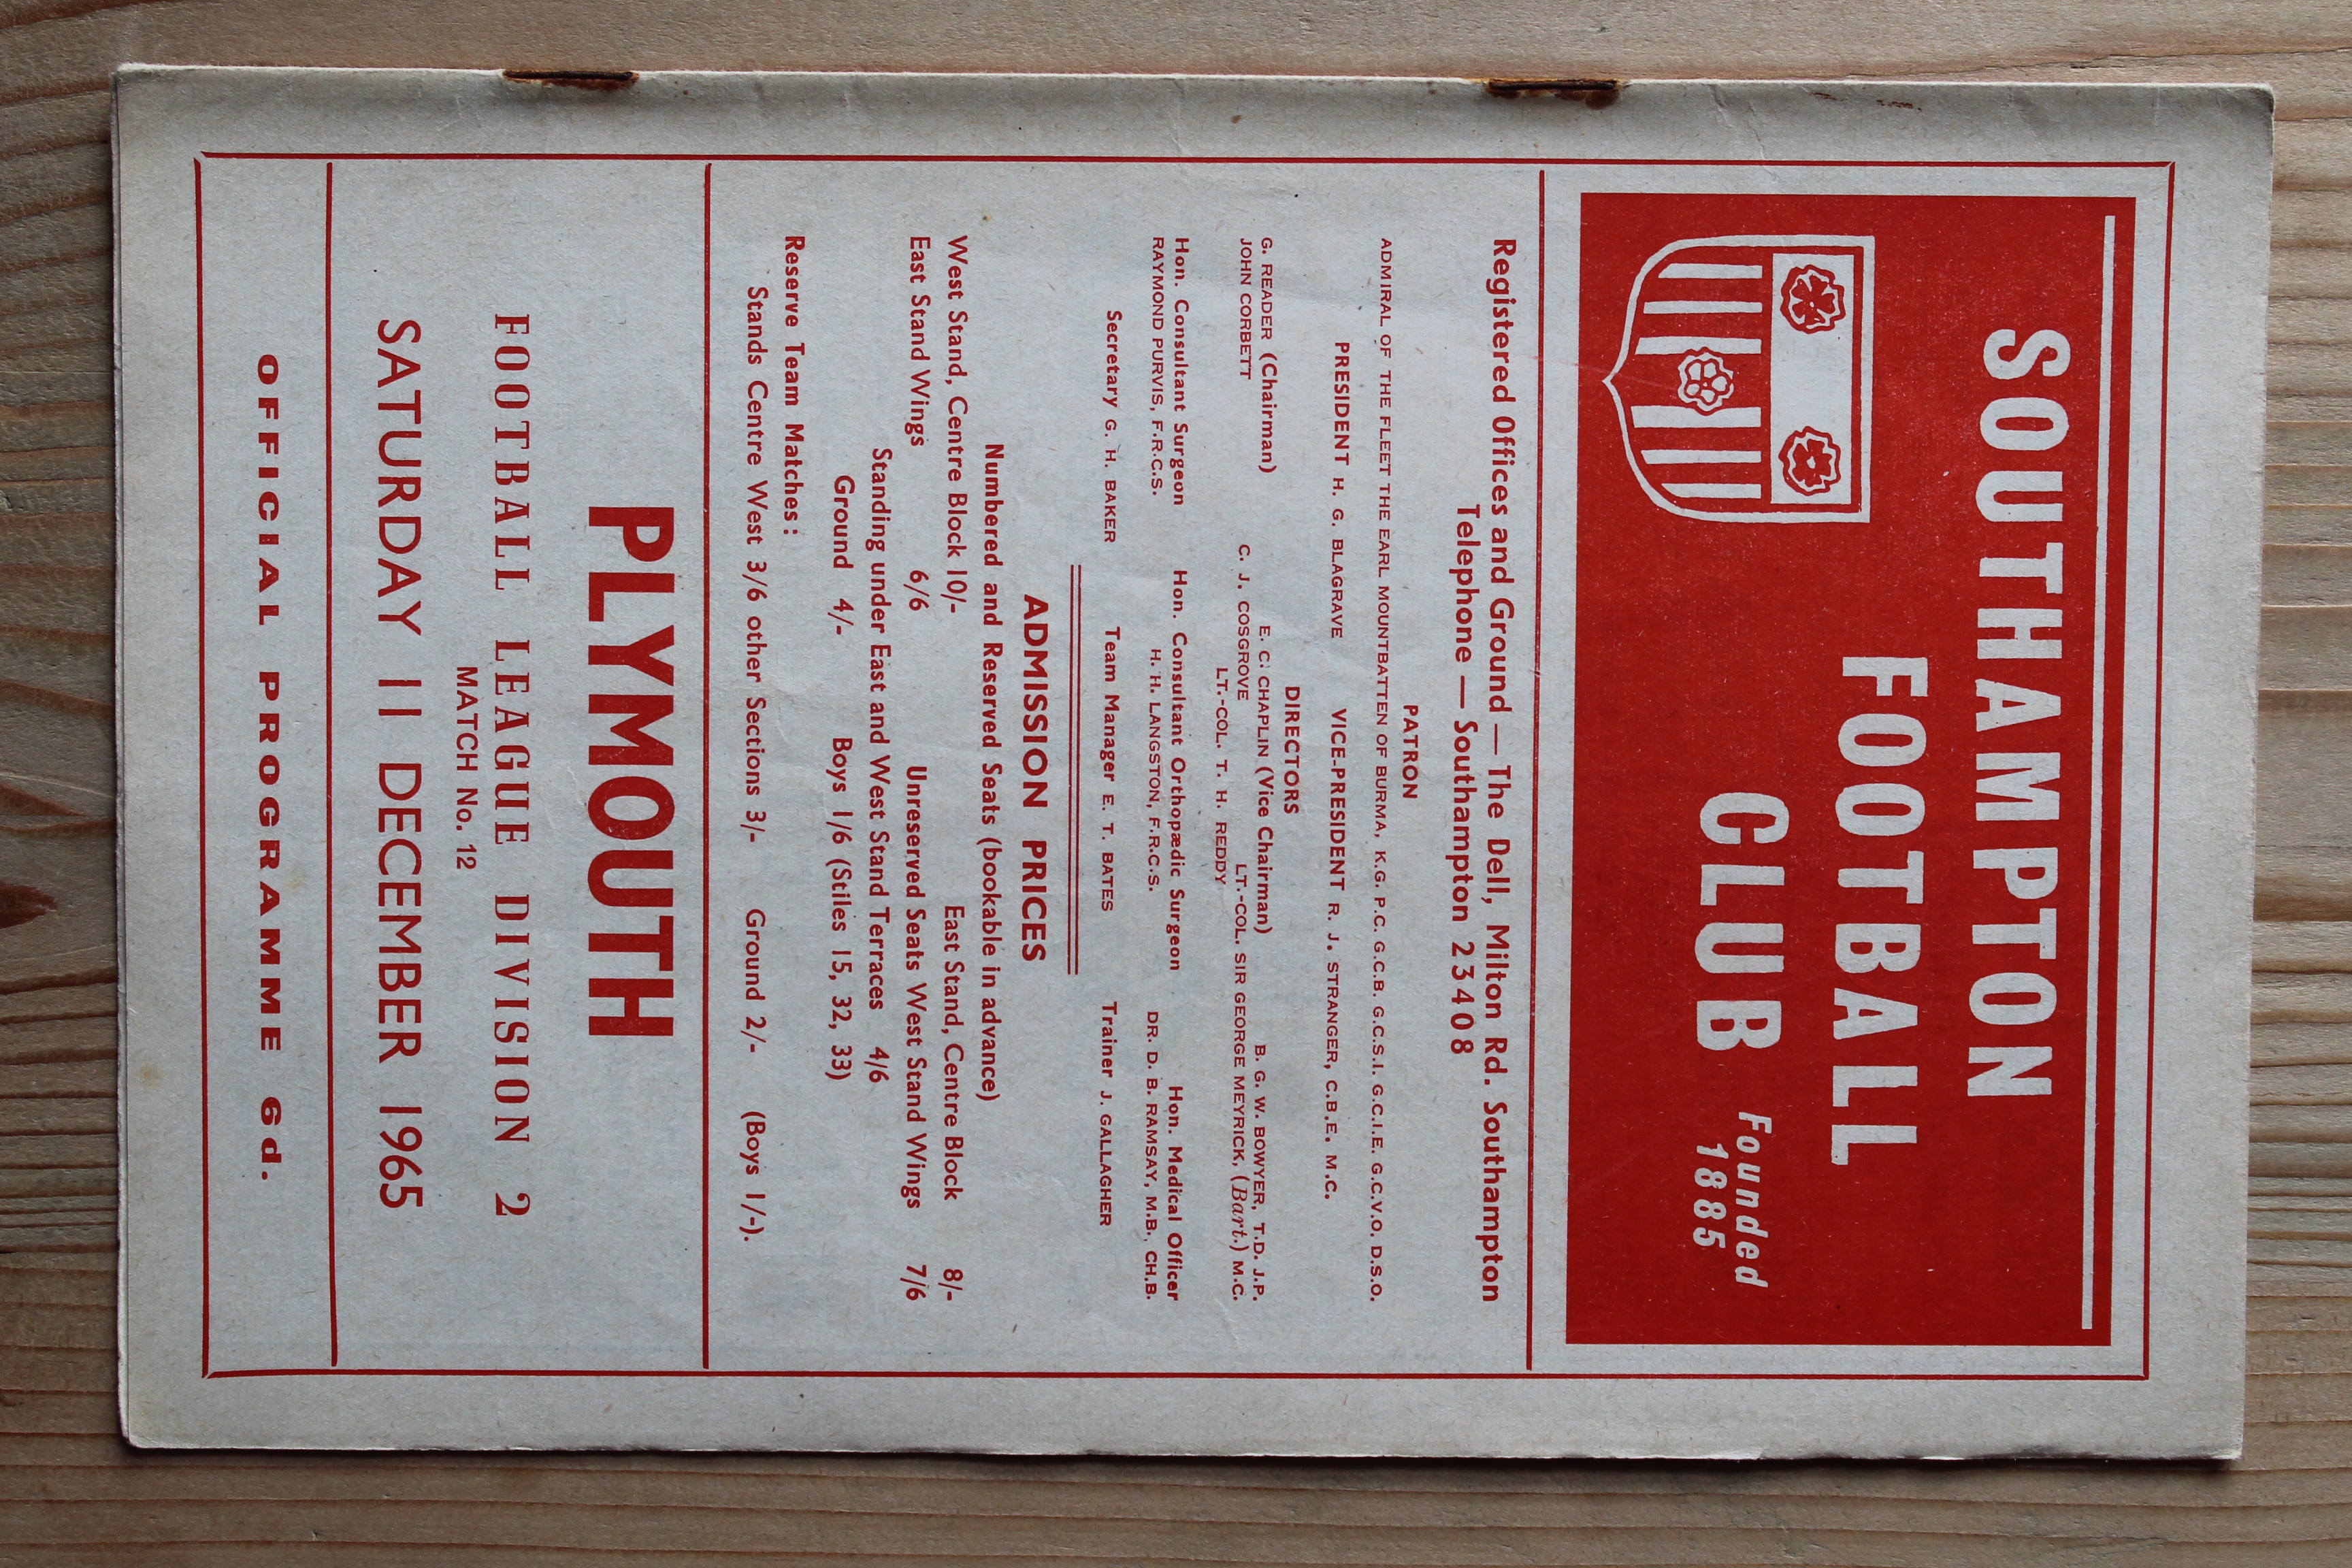 SOUTHAMPTON
FOOTBALL
CLUB
Founded
1885
Registered Offices and Ground — The Dell, Milton Rd. Southampton
Telephone — Southampton 23408
PATRON
ADMIRAL OF THE FLEET THE EARL MOUNTBATTEN OF BURMA, K.G. P.C. G.C.B. G.C.S.I. G.C.I.E. G.C.V.O. D.S.O.
PRESIDENT H. G. BLAGRAVE VICE-PRESIDENT R. J. STRANGER, C.B.E. M.C.
DIRECTORS
G. READER (Chairman) E. C. CHAPLIN (Vice Chairman) B. G. W. BOWYER, T.D. J.P.
JOHN CORBETT C. J. COSGROVE LT.-COL. SIR GEORGE MEYRICK, (Bart.) M.C.
LT.-COL. T. H. REDDY
Hon. Consultant Surgeon Hon. Consultant Orthopædic Surgeon Hon. Medical Officer
RAYMOND PURVIS, F.R.C.S. H. H. LANGSTON, F.R.C.S. DR. D. B. RAMSAY, M.B., CH.B.
Secretary G. H. BAKER Team Manager E. T. BATES Trainer J. GALLAGHER
ADMISSION PRICES
Numbered and Reserved Seats (bookable in advance)
West Stand, Centre Block 10/- East Stand, Centre Block 8/-
East Stand Wings 6/6 Unreserved Seats West Stand Wings 7/6
Standing under East and West Stand Terraces 4/6
Ground 4/- Boys 1/6 (Stiles 15, 32, 33)
Reserve Team Matches :
Stands Centre West 3/6 other Sections 3/- Ground 2/- (Boys 1/-).
PLYMOUTH
FOOTBALL LEAGUE DIVISION 2
MATCH No. 12
SATURDAY 11 DECEMBER 1965
OFFICIAL PROGRAMME 6d.